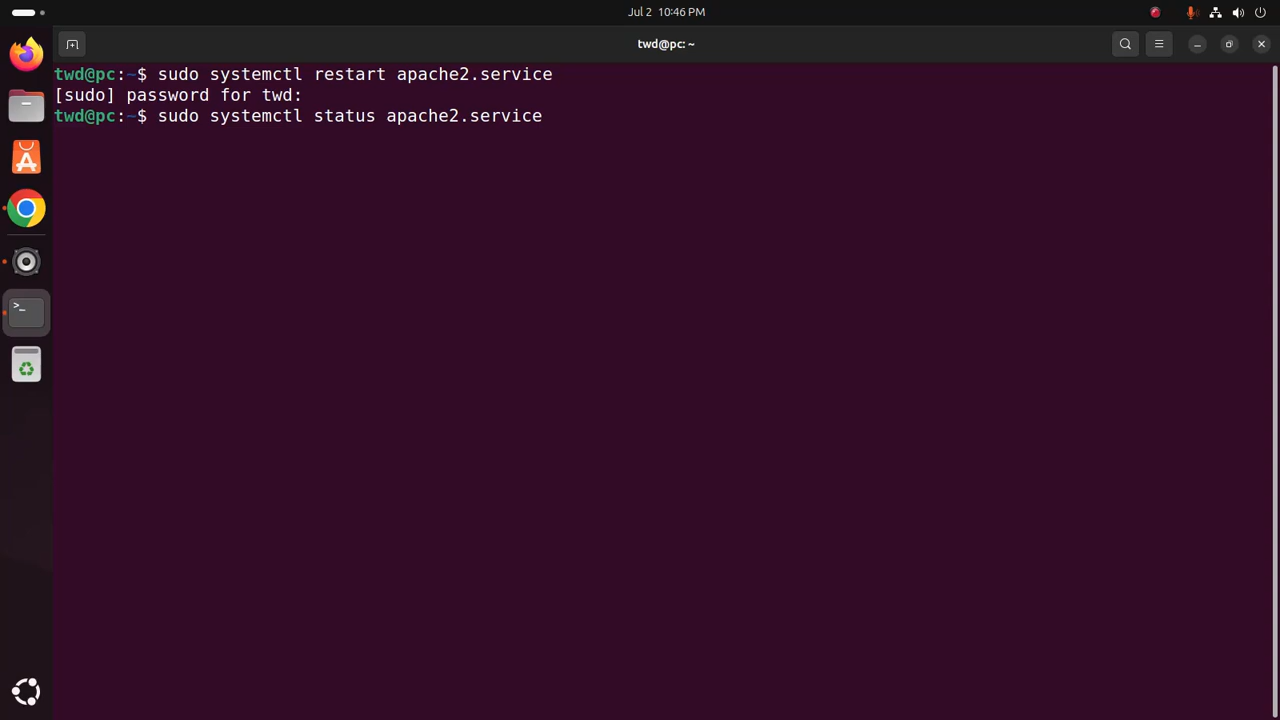 Jul 2 10:46 PM
twd@pc: ~
twd@pc:~$ sudo systemctl restart apache2.service
[sudo] password for twd:
twd@pc:~$ sudo systemctl status apache2.service